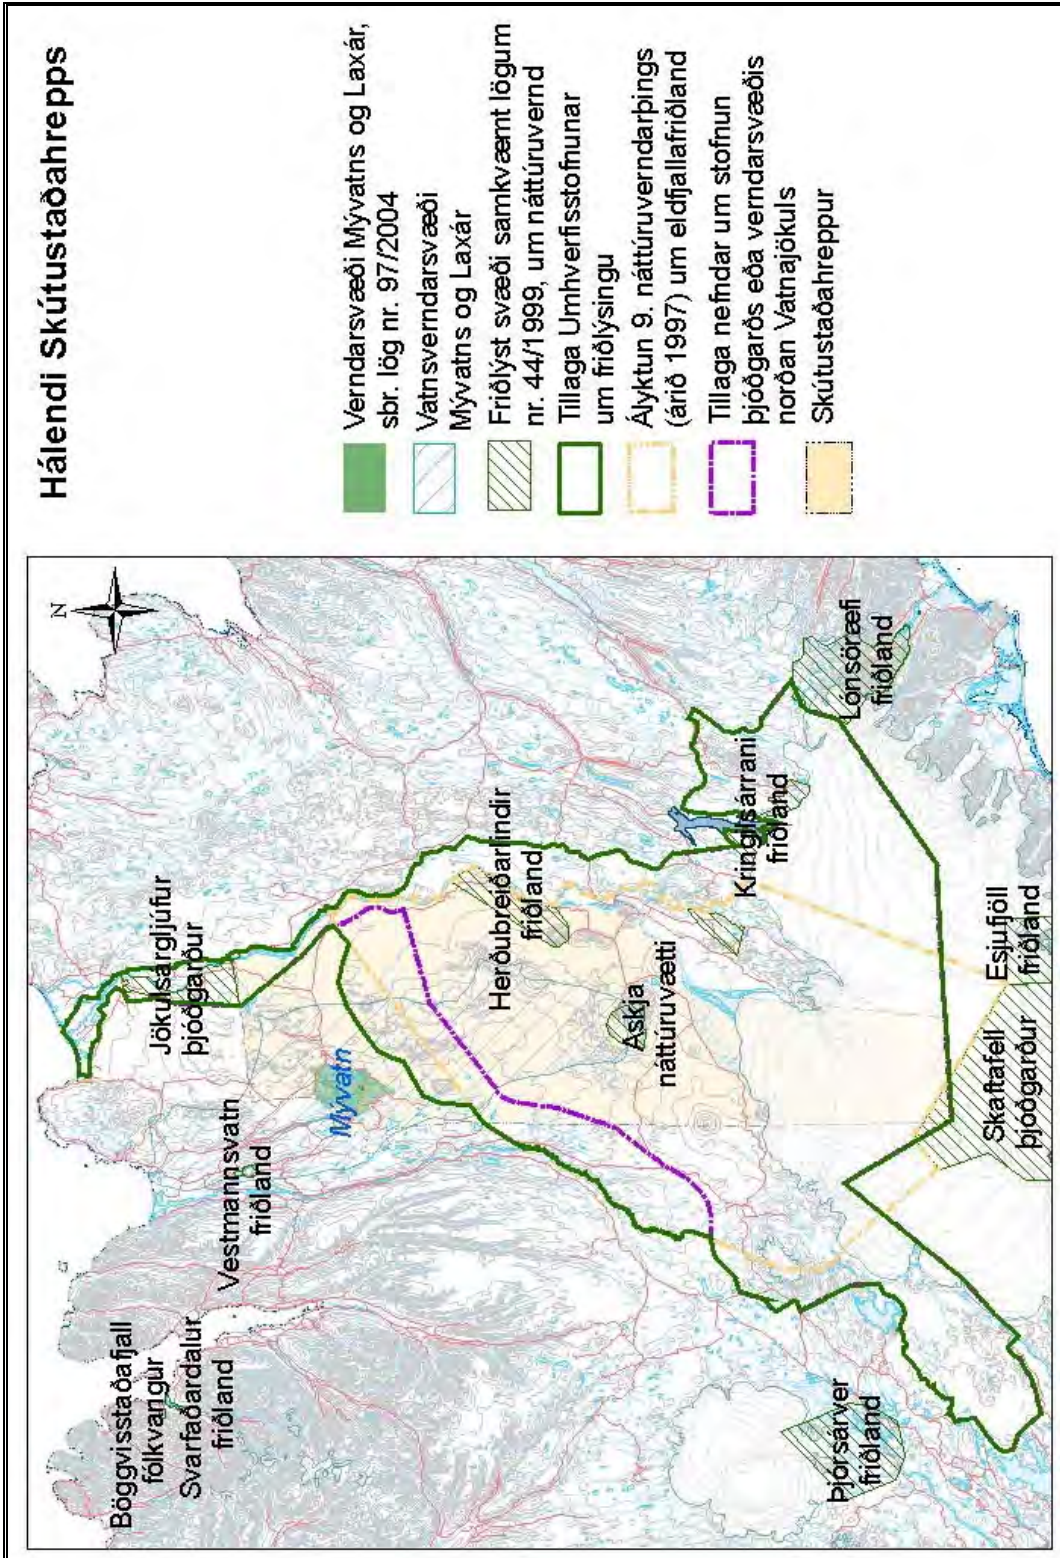 Hálendi Skútustaðahrepps
Verndarsvæði Mývatns og Laxár,
sbr. lög nr. 97/2004
Vatnsverndarsvæði
Mývatns og Laxár
Friðlýst svæði samkvæmt lögum
nr. 44/1999, um náttúruvernd
Tillaga Umhverfisstofnunar
um friðlýsingu
Ályktun 9. náttúruverndarþings
(árið 1997) um eldfjallafriðland
Tillaga nefndar um stofnun
þjóðgarðs eða verndarsvæðis
norðan Vatnajökuls
Skútustaðahreppur
N
Böggvisstaðafjall
fólkvangur
Svarfaðardalur
friðland
Vestmannsvatn
friðland
Jökulsárgljúfur
þjóðgarður
Mývatn
Herðubreiðarlindir
friðland
Askja
náttúruvætti
Kringilsárrani
friðland
Lónsöræfi
friðland
Þjórsárver
friðland
Esjufjöll
friðland
Skaftafell
þjóðgarður